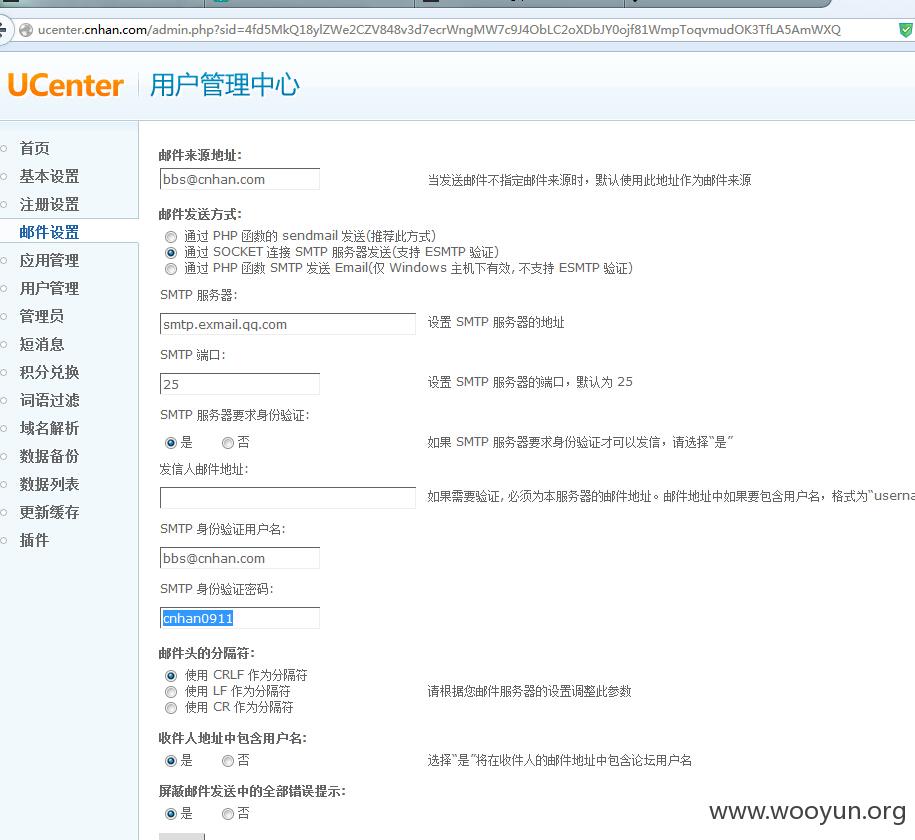 ucenter.cnhan.com/admin.php?sid=4fd5MkQ18ylZWe2CZV848v3d7ecrWngMW7c9J4ObLC2oXDbJY0ojf81WmpToqvmudOK3TfLA5AmWXQ
UCenter 用户管理中心
首页
基本设置
注册设置
邮件设置
应用管理
用户管理
管理员
短消息
积分兑换
词语过滤
域名解析
数据备份
数据列表
更新缓存
插件
邮件来源地址:
bbs@cnhan.com 当发送邮件不指定邮件来源时，默认使用此地址作为邮件来源
邮件发送方式:
通过 PHP 函数的 sendmail 发送(推荐此方式)
通过 SOCKET 连接 SMTP 服务器发送(支持 ESMTP 验证)
通过 PHP 函数 SMTP 发送 Email(仅 Windows 主机下有效, 不支持 ESMTP 验证)
SMTP 服务器:
smtp.exmail.qq.com 设置 SMTP 服务器的地址
SMTP 端口:
25 设置 SMTP 服务器的端口，默认为 25
SMTP 服务器要求身份验证:
是 否 如果 SMTP 服务器要求身份验证才可以发信，请选择“是”
发信人邮件地址:
如果需要验证, 必须为本服务器的邮件地址。邮件地址中如果要包含用户名，格式为“userna
SMTP 身份验证用户名:
bbs@cnhan.com
SMTP 身份验证密码:
cnhan0911
邮件头的分隔符:
使用 CRLF 作为分隔符
使用 LF 作为分隔符 请根据您邮件服务器的设置调整此参数
使用 CR 作为分隔符
收件人地址中包含用户名:
是 否 选择“是”将在收件人的邮件地址中包含论坛用户名
屏蔽邮件发送中的全部错误提示:
是 否
www.wooyun.org